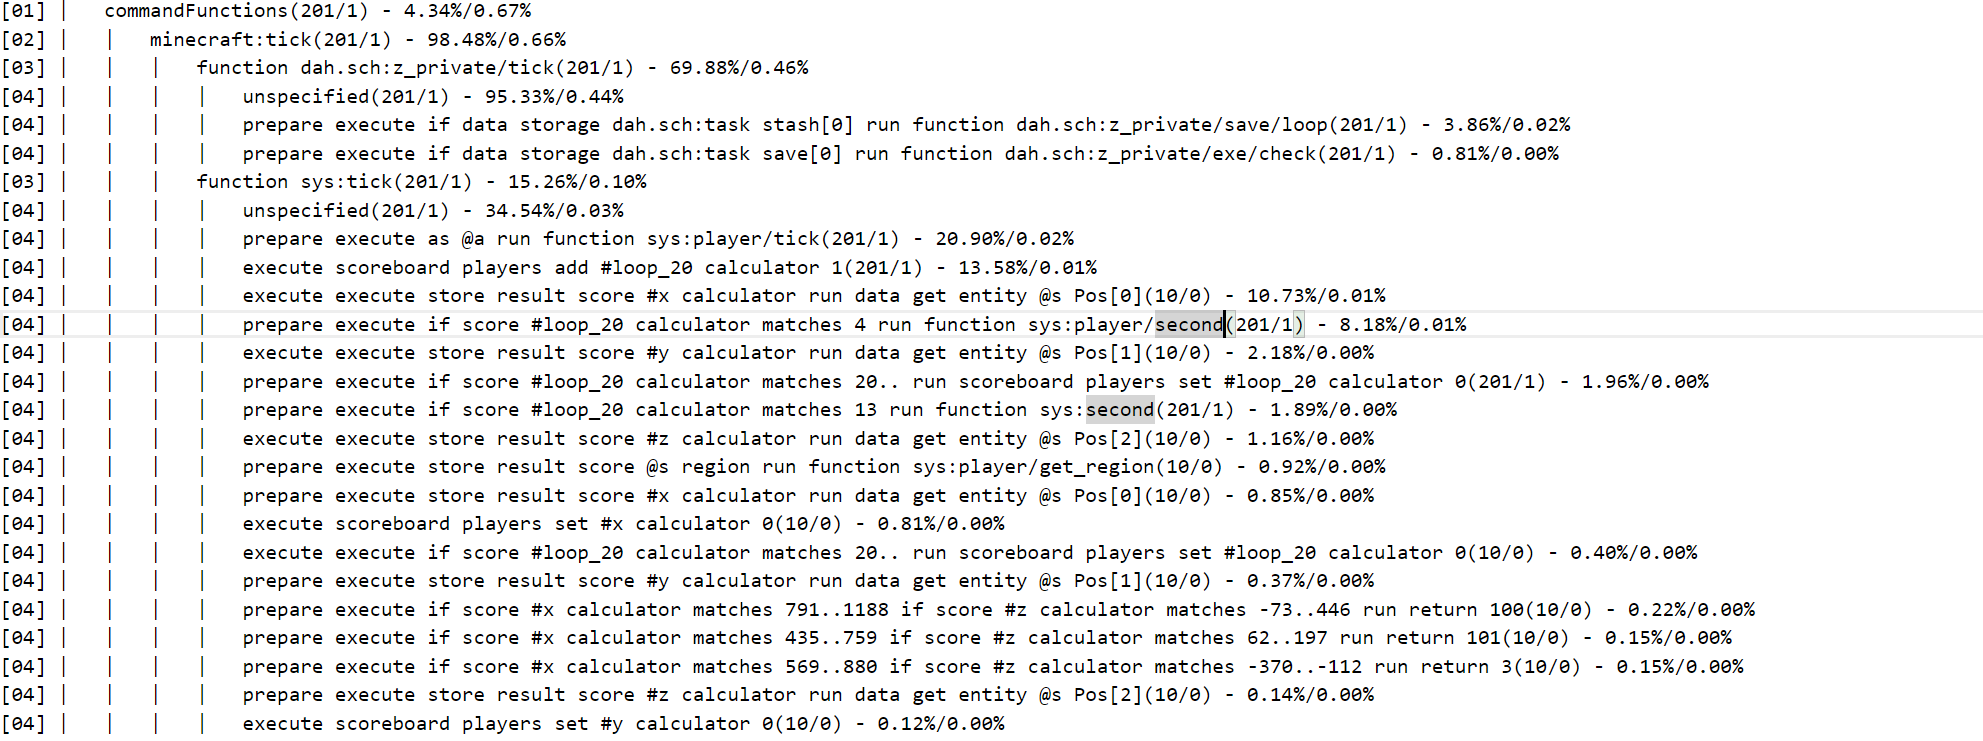 [01] |   commandFunctions(201/1) - 4.34%/0.67%
[02] |   |   minecraft:tick(201/1) - 98.48%/0.66%
[03] |   |   |   function dah.sch:z_private/tick(201/1) - 69.88%/0.46%
[04] |   |   |   |   unspecified(201/1) - 95.33%/0.44%
[04] |   |   |   |   prepare execute if data storage dah.sch:task stash[0] run function dah.sch:z_private/save/loop(201/1) - 3.86%/0.02%
[04] |   |   |   |   prepare execute if data storage dah.sch:task save[0] run function dah.sch:z_private/exe/check(201/1) - 0.81%/0.00%
[03] |   |   |   function sys:tick(201/1) - 15.26%/0.10%
[04] |   |   |   |   unspecified(201/1) - 34.54%/0.03%
[04] |   |   |   |   prepare execute as @a run function sys:player/tick(201/1) - 20.90%/0.02%
[04] |   |   |   |   execute scoreboard players add #loop_20 calculator 1(201/1) - 13.58%/0.01%
[04] |   |   |   |   execute execute store result score #x calculator run data get entity @s Pos[0](10/0) - 10.73%/0.01%
[04] |   |   |   |   prepare execute if score #loop_20 calculator matches 4 run function sys:player/second(201/1) - 8.18%/0.01%
[04] |   |   |   |   execute execute store result score #y calculator run data get entity @s Pos[1](10/0) - 2.18%/0.00%
[04] |   |   |   |   prepare execute if score #loop_20 calculator matches 20.. run scoreboard players set #loop_20 calculator 0(201/1) - 1.96%/0.00%
[04] |   |   |   |   prepare execute if score #loop_20 calculator matches 13 run function sys:second(201/1) - 1.89%/0.00%
[04] |   |   |   |   execute execute store result score #z calculator run data get entity @s Pos[2](10/0) - 1.16%/0.00%
[04] |   |   |   |   prepare execute store result score @s region run function sys:player/get_region(10/0) - 0.92%/0.00%
[04] |   |   |   |   prepare execute store result score #x calculator run data get entity @s Pos[0](10/0) - 0.85%/0.00%
[04] |   |   |   |   execute scoreboard players set #x calculator 0(10/0) - 0.81%/0.00%
[04] |   |   |   |   execute execute if score #loop_20 calculator matches 20.. run scoreboard players set #loop_20 calculator 0(10/0) - 0.40%/0.00%
[04] |   |   |   |   prepare execute store result score #y calculator run data get entity @s Pos[1](10/0) - 0.37%/0.00%
[04] |   |   |   |   prepare execute if score #x calculator matches 791..1188 if score #z calculator matches -73..446 run return 100(10/0) - 0.22%/0.00%
[04] |   |   |   |   prepare execute if score #x calculator matches 435..759 if score #z calculator matches 62..197 run return 101(10/0) - 0.15%/0.00%
[04] |   |   |   |   prepare execute if score #x calculator matches 569..880 if score #z calculator matches -370..-112 run return 3(10/0) - 0.15%/0.00%
[04] |   |   |   |   prepare execute store result score #z calculator run data get entity @s Pos[2](10/0) - 0.14%/0.00%
[04] |   |   |   |   execute scoreboard players set #y calculator 0(10/0) - 0.12%/0.00%